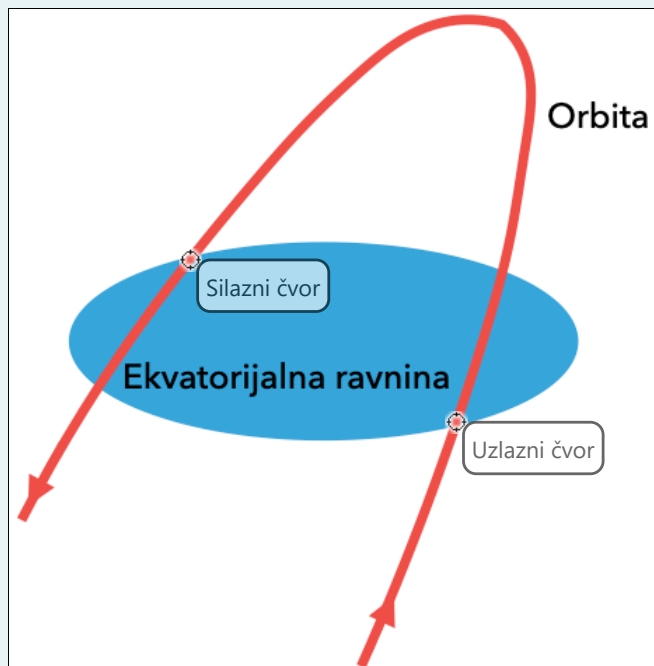 Orbita
Silazni čvor
Ekvatorijalna ravnina
Uzlazni čvor